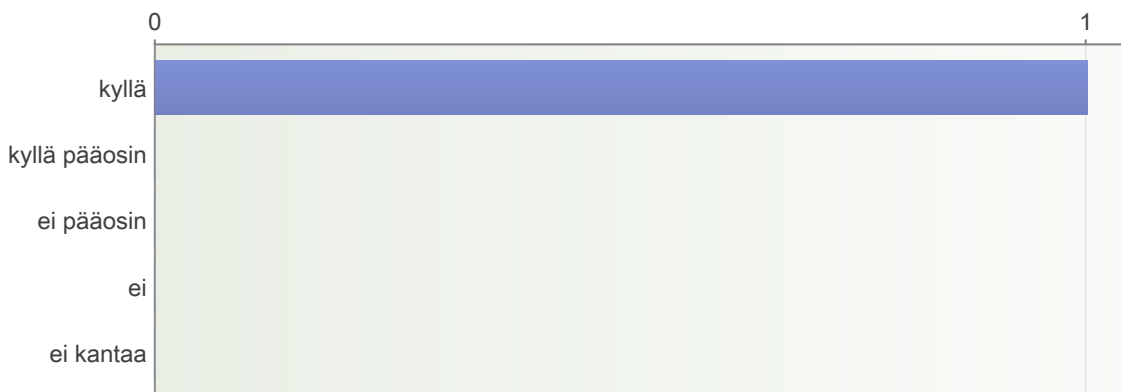 0 1
kyllä
kyllä pääosin
ei pääosin
ei
ei kantaa